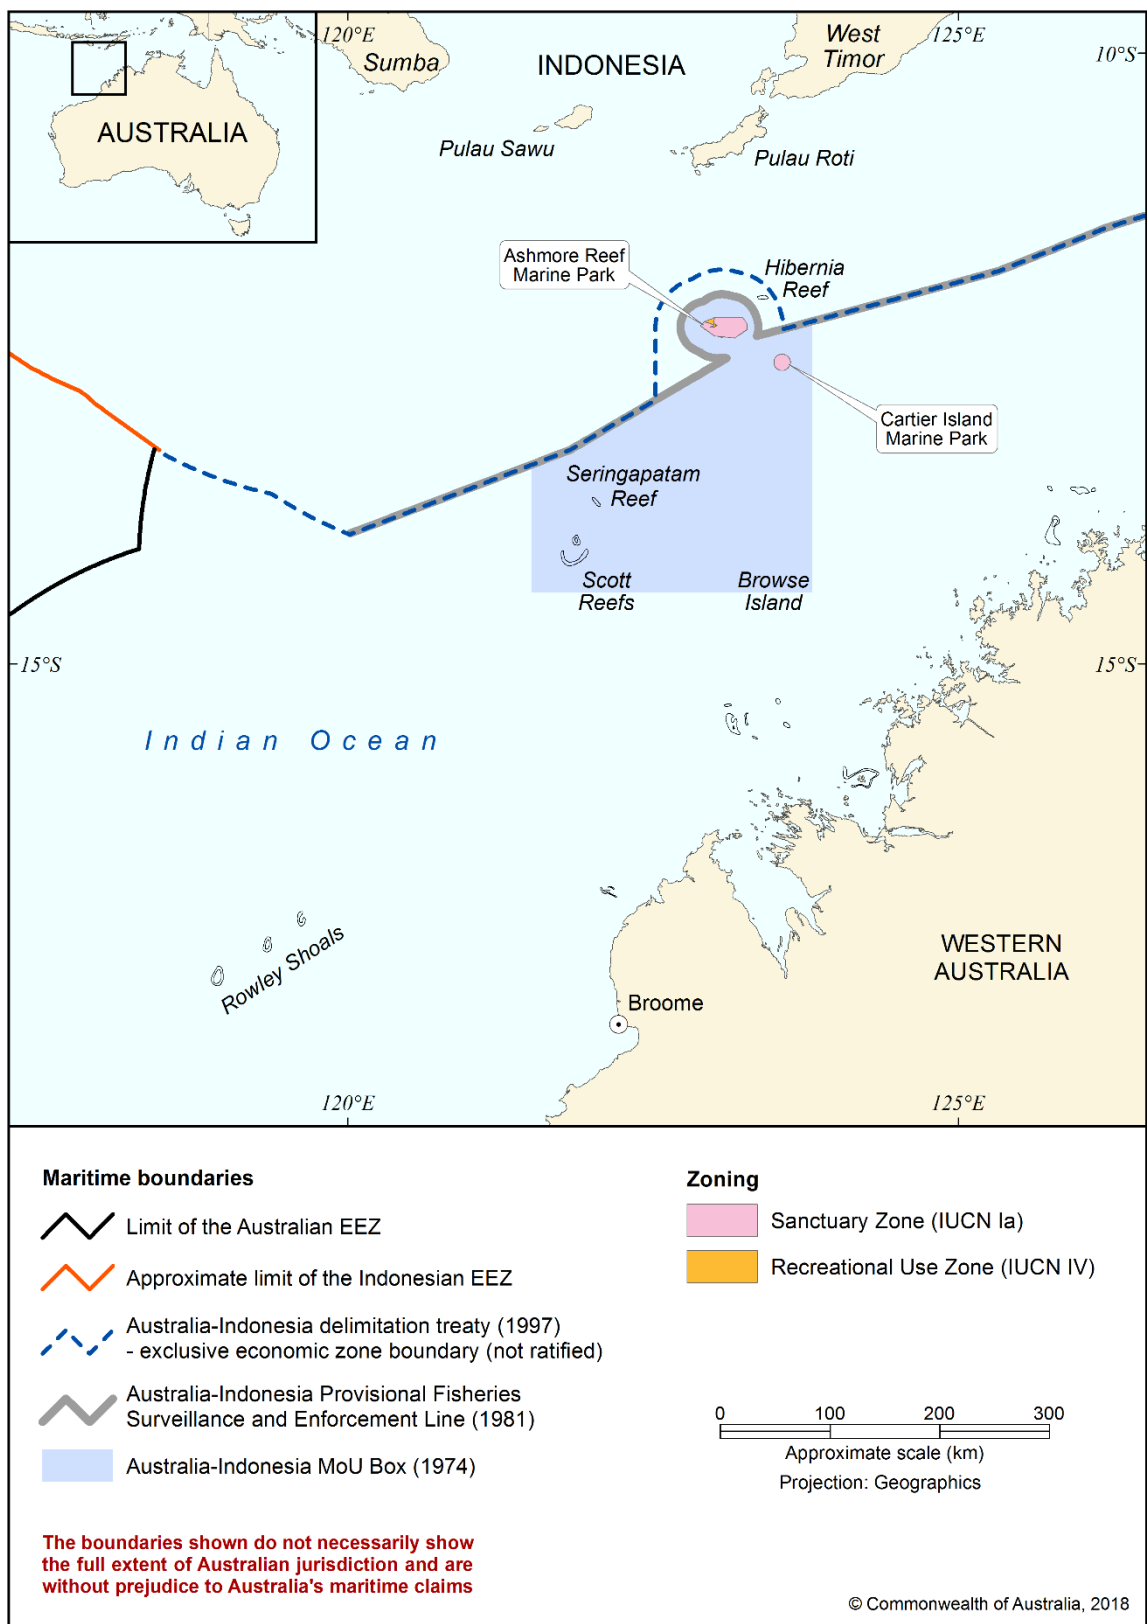 120°E
125°E
10°S
AUSTRALIA
Sumba
INDONESIA
West
Timor
Pulau Sawu
Pulau Roti
Ashmore Reef
Marine Park
Hibernia
Reef
Cartier Island
Marine Park
Seringapatam
Reef
Scott
Reefs
Browse
Island
15°S
15°S
Indian Ocean
Rowley Shoals
Broome
WESTERN
AUSTRALIA
120°E
125°E
Maritime boundaries
Limit of the Australian EEZ
Approximate limit of the Indonesian EEZ
Australia-Indonesia delimitation treaty (1997)
- exclusive economic zone boundary (not ratified)
Australia-Indonesia Provisional Fisheries
Surveillance and Enforcement Line (1981)
Australia-Indonesia MoU Box (1974)
Zoning
Sanctuary Zone (IUCN Ia)
Recreational Use Zone (IUCN IV)
0 100 200 300
Approximate scale (km)
Projection: Geographics
The boundaries shown do not necessarily show
the full extent of Australian jurisdiction and are
without prejudice to Australia's maritime claims
© Commonwealth of Australia, 2018